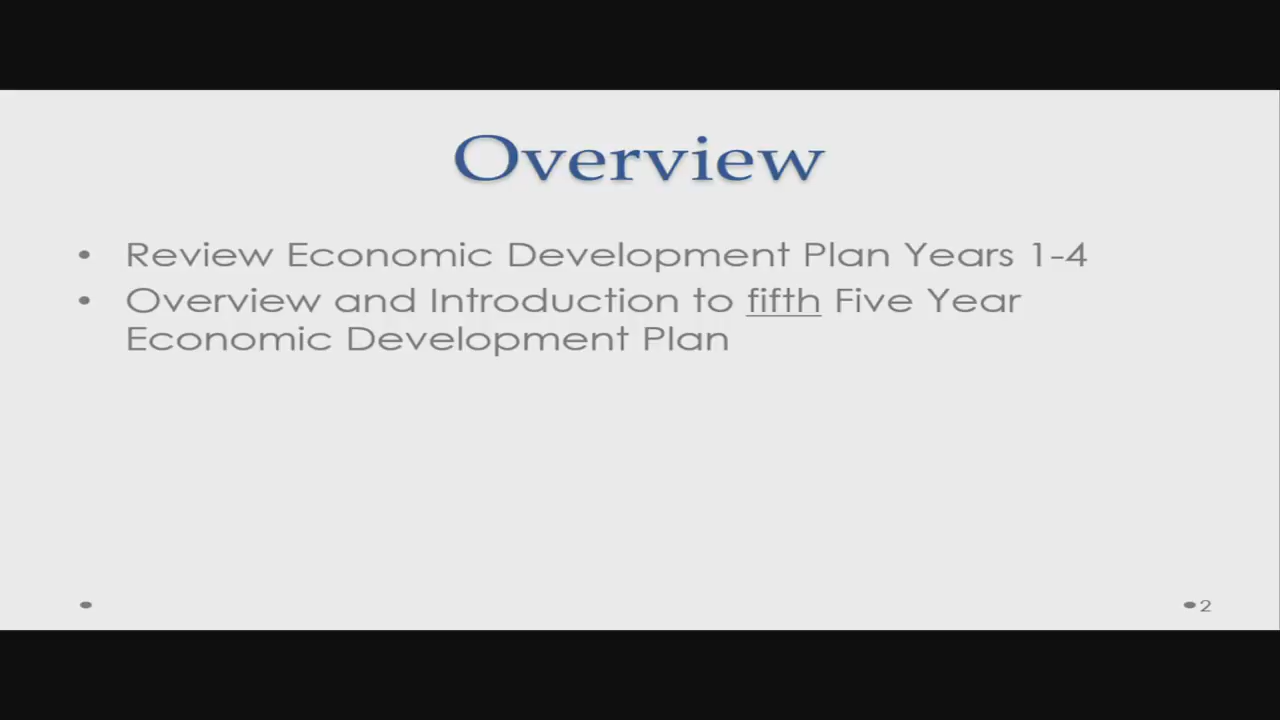 Overview
• Review Economic Development Plan Years 1-4
• Overview and Introduction to fifth Five Year
Economic Development Plan
2